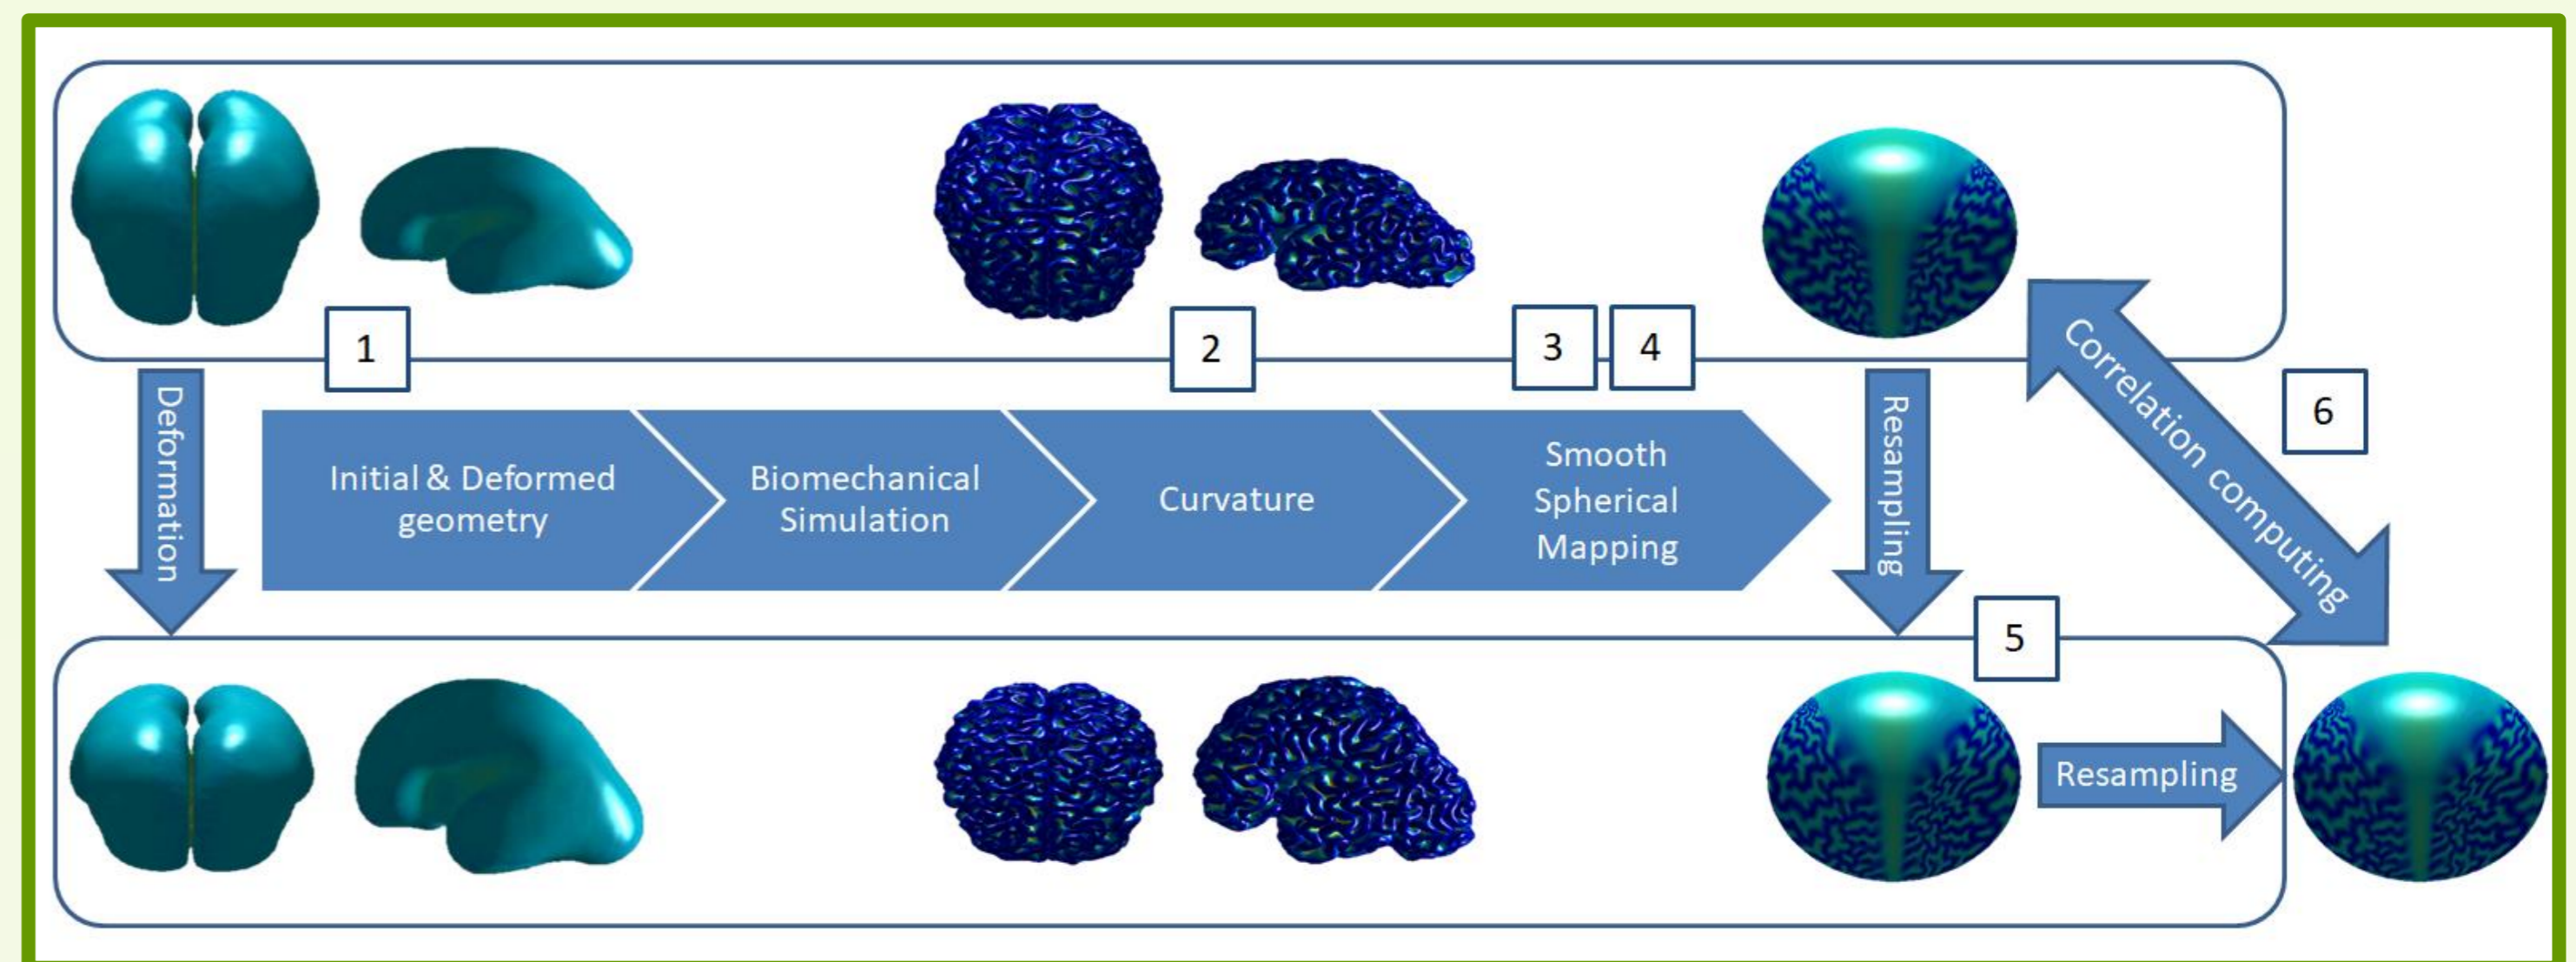 1
2
3
4
Deformation
Initial & Deformed
geometry
Biomechanical
Simulation
Curvature
Smooth
Spherical
Mapping
Resampling
Correlation computing
6
5
Resampling